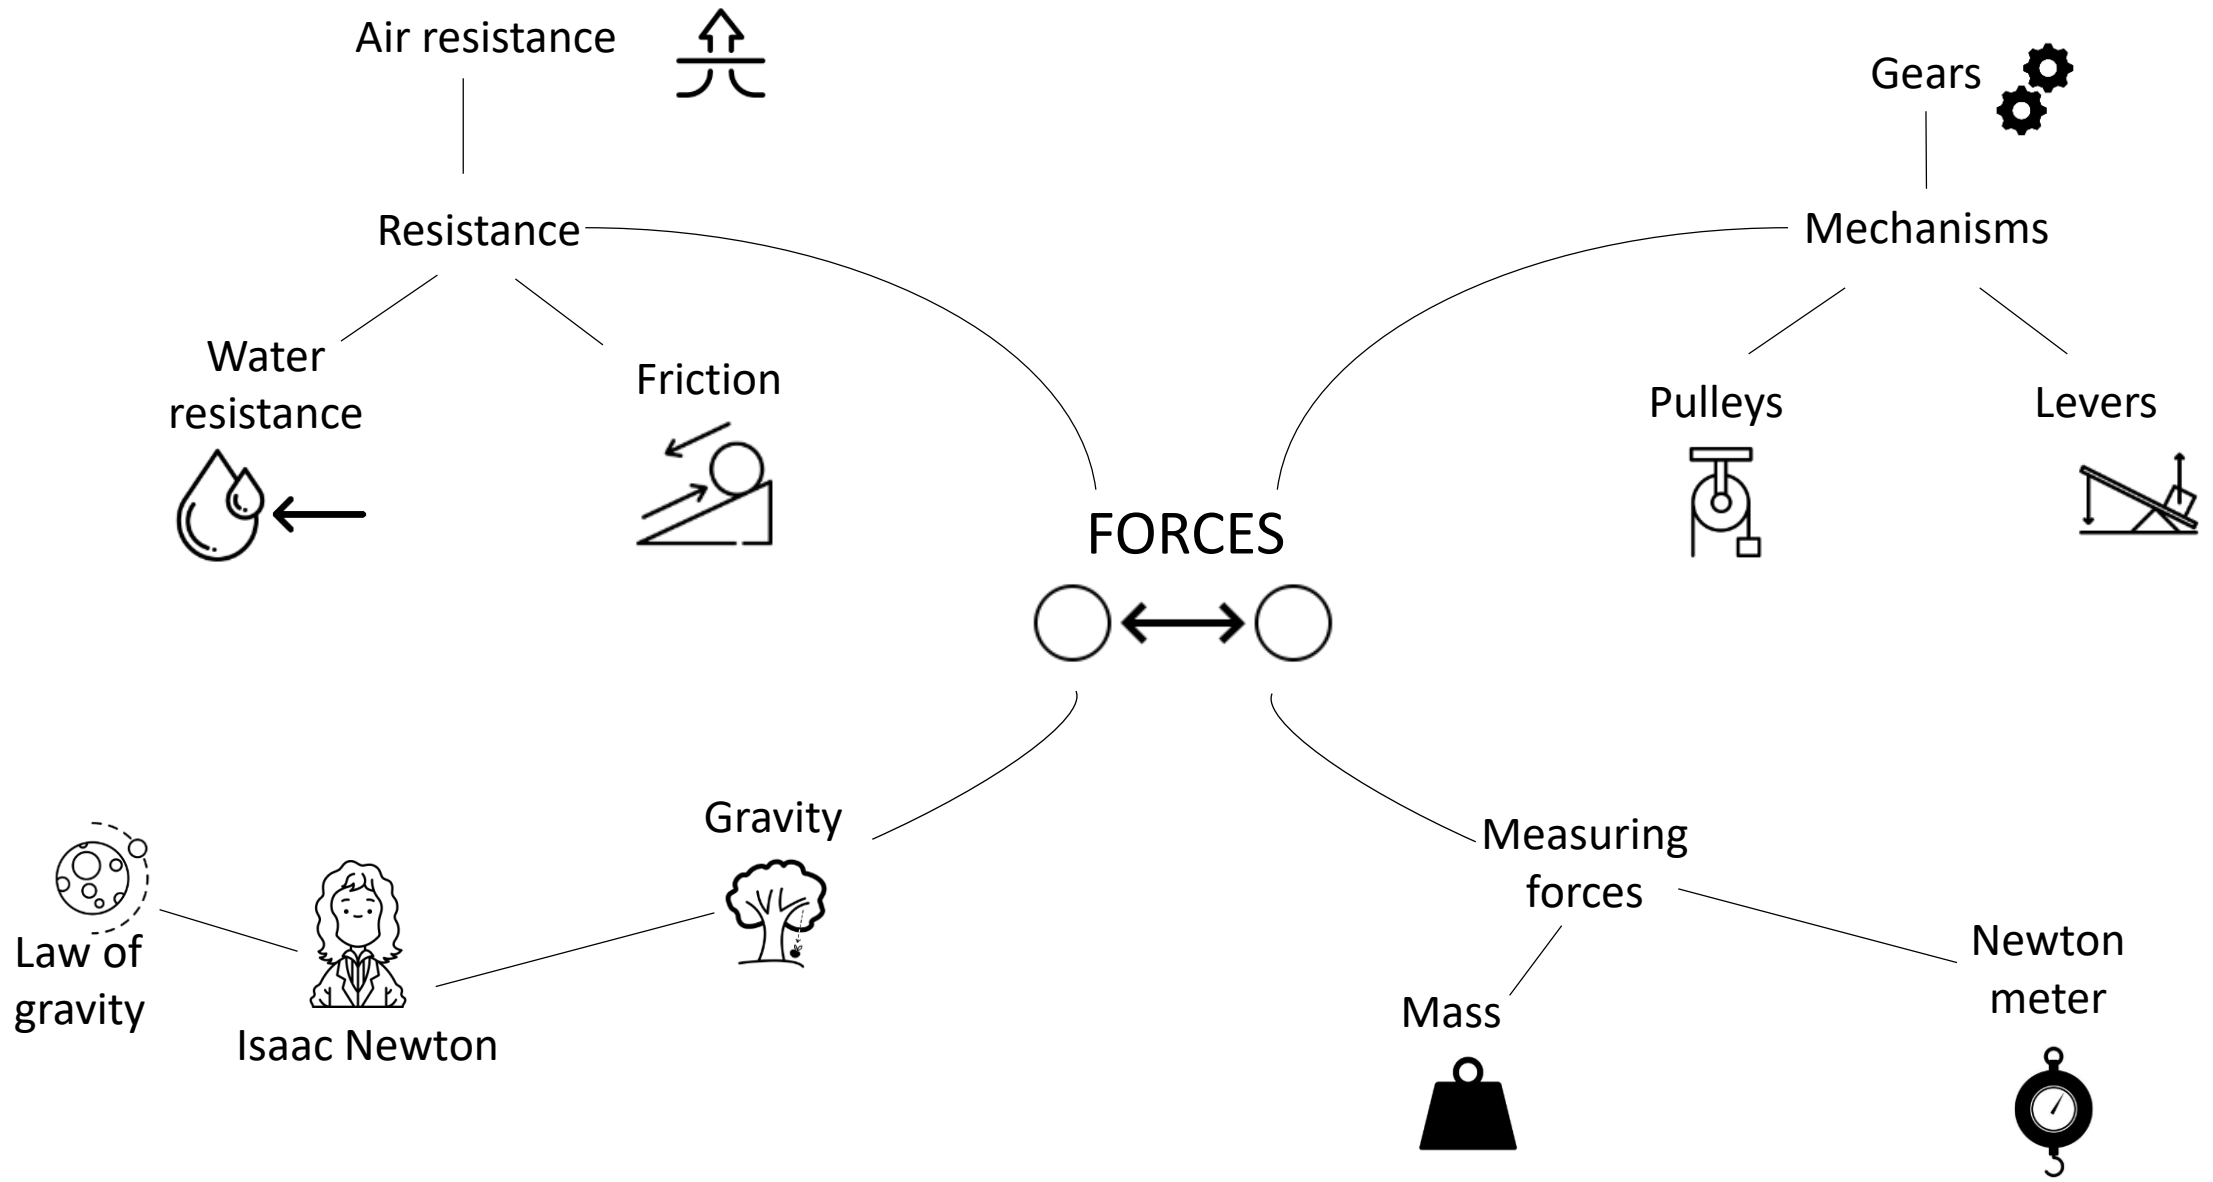 Air resistance
Gears
Resistance
Mechanisms
Water
resistance
Friction
Pulleys
Levers
FORCES
Gravity
Measuring
forces
Law of
gravity
Isaac Newton
Mass
Newton
meter